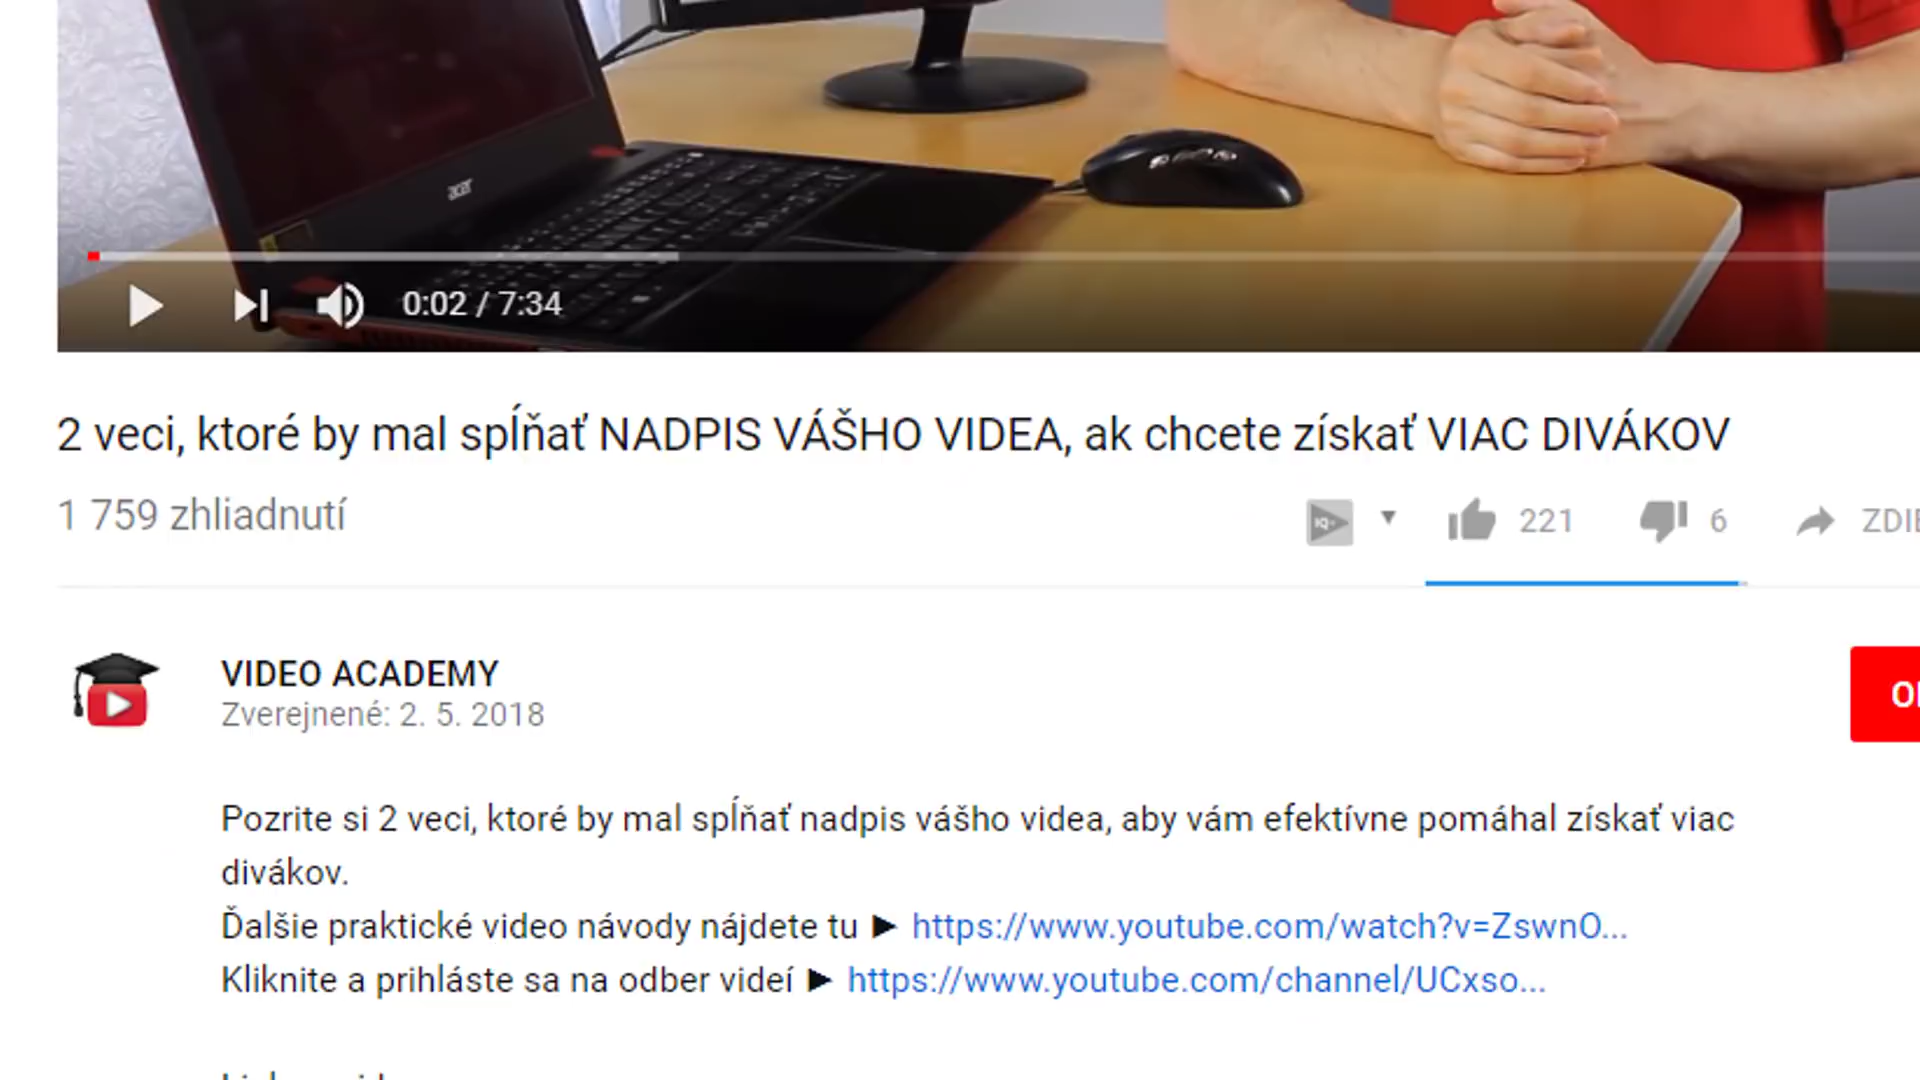 acer
0:02 / 7:34
2 veci, ktoré by mal spĺňať NADPIS VÁŠHO VIDEA, ak chcete získať VIAC DIVÁKOV
1 759 zhliadnutí
IQ
221
6
VIDEO ACADEMY
Zverejnené: 2. 5. 2018
Pozrite si 2 veci, ktoré by mal spĺňať nadpis vášho videa, aby vám efektívne pomáhal získať viac
divákov.
Ďalšie praktické video návody nájdete tu ► https://www.youtube.com/watch?v=ZswnO...
Kliknite a prihláste sa na odber videí ► https://www.youtube.com/channel/UCxso...